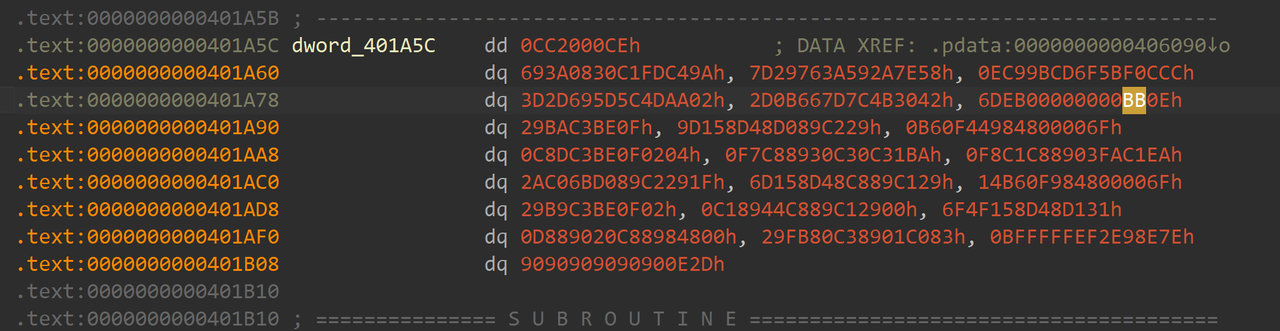 .text:0000000000401A5B ; ---------------------------------------------------------------------------
.text:0000000000401A5C dword_401A5C dd 0CC2000CEh ; DATA XREF: .pdata:0000000000406090↓o
.text:0000000000401A60 dq 693A0830C1FDC49Ah, 7D29763A592A7E58h, 0EC99BCD6F5BF0CCCh
.text:0000000000401A78 dq 3D2D695D5C4DAA02h, 2D0B667D7C4B3042h, 6DEB00000000BB0Eh
.text:0000000000401A90 dq 29BAC3BE0Fh, 9D158D48D089C229h, 0B60F44984800006Fh
.text:0000000000401AA8 dq 0C8DC3BE0F0204h, 0F7C88930C30C31BAh, 0F8C1C88903FAC1EAh
.text:0000000000401AC0 dq 2AC06BD089C2291Fh, 6D158D48C889C129h, 14B60F984800006Fh
.text:0000000000401AD8 dq 29B9C3BE0F02h, 0C18944C889C12900h, 6F4F158D48D131h
.text:0000000000401AF0 dq 0D889020C88984800h, 29FB80C38901C083h, 0BFFFFFEF2E98E7Eh
.text:0000000000401B08 dq 9090909090900E2Dh
.text:0000000000401B10
.text:0000000000401B10 ; =============== S U B R O U T I N E =======================================